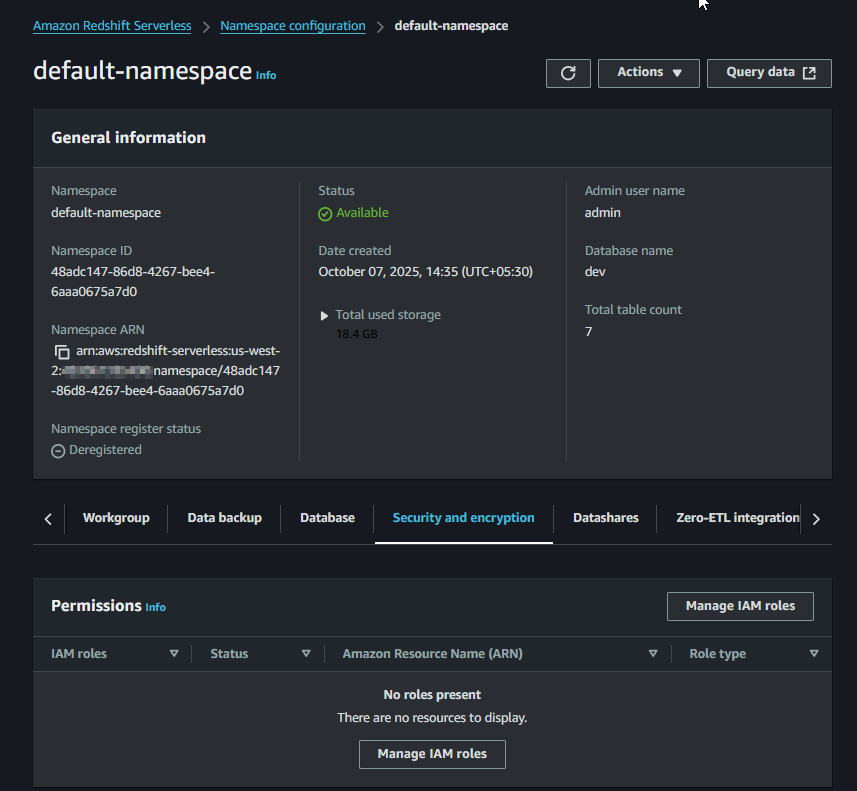 Amazon Redshift Serverless > Namespace configuration > default-namespace
default-namespace Info
Actions
Query data
General information
Namespace
default-namespace
Namespace ID
48adc147-86d8-4267-bee4-
6aaa0675a7d0
Namespace ARN
arn:aws:redshift-serverless:us-west-
2: namespace/48adc147
-86d8-4267-bee4-6aaa0675a7d0
Namespace register status
Deregistered
Status
Available
Date created
October 07, 2025, 14:35 (UTC+05:30)
Total used storage
18.4 GB
Admin user name
admin
Database name
dev
Total table count
7
Workgroup
Data backup
Database
Security and encryption
Datashares
Zero-ETL integration
Permissions Info
Manage IAM roles
IAM roles
Status
Amazon Resource Name (ARN)
Role type
No roles present
There are no resources to display.
Manage IAM roles